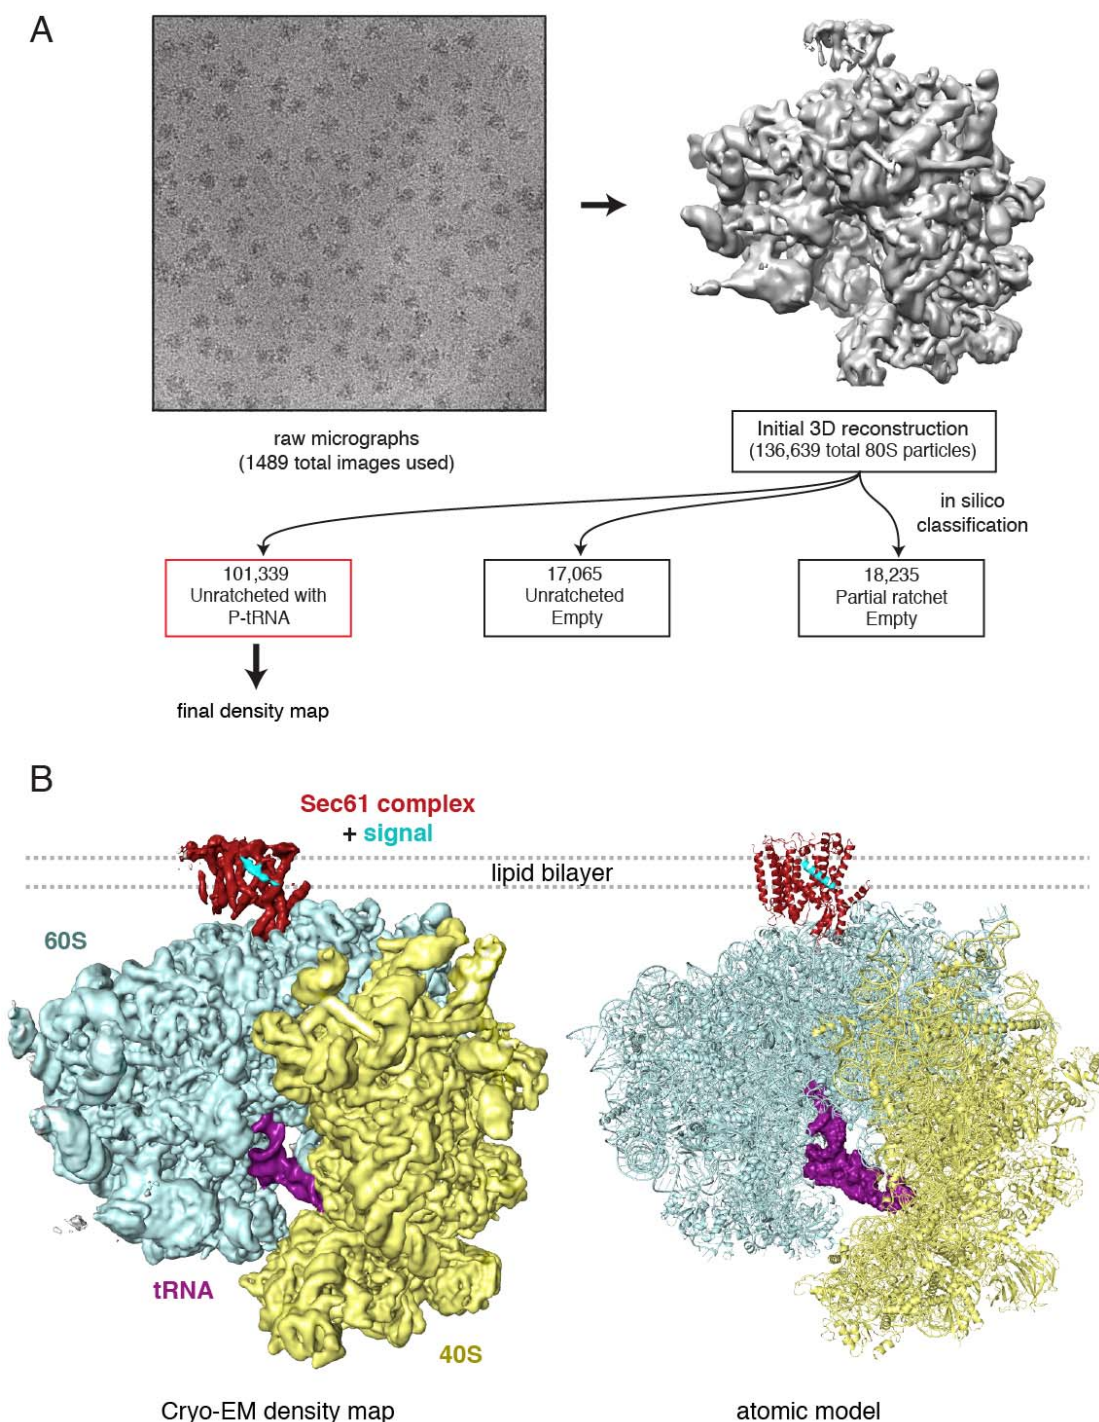 A
raw micrographs
(1489 total images used)
Initial 3D reconstruction
(136,639 total 80S particles)
in silico
classification
101,339
Unratcheted with
P-tRNA
17,065
Unratcheted
Empty
18,235
Partial ratchet
Empty
final density map
B
Sec61 complex
+ signal
lipid bilayer
60S
tRNA
40S
Cryo-EM density map
atomic model